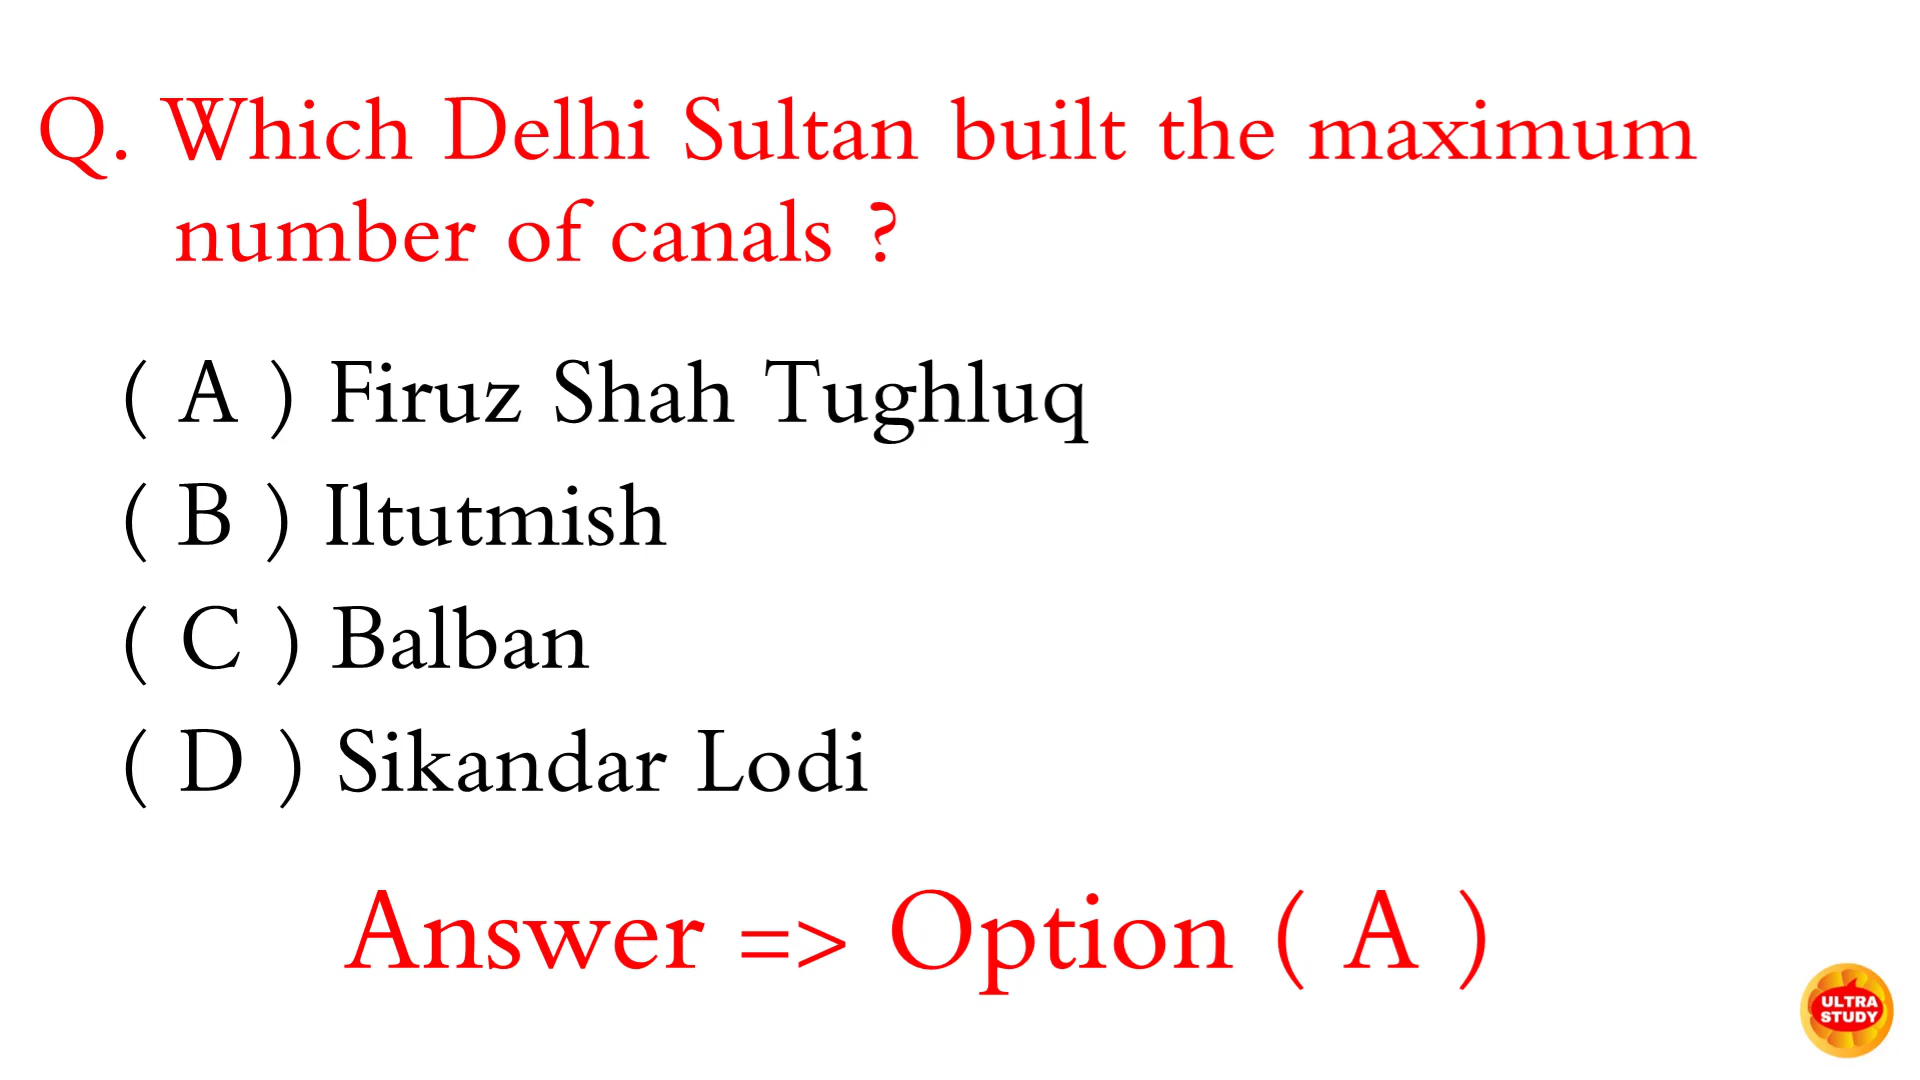 Q. Which Delhi Sultan built the maximum
number of canals ?
( A ) Firuz Shah Tughluq
( B ) Iltutmish
( C ) Balban
( D ) Sikandar Lodi
Answer => Option ( A )
ULTRA
STUDY